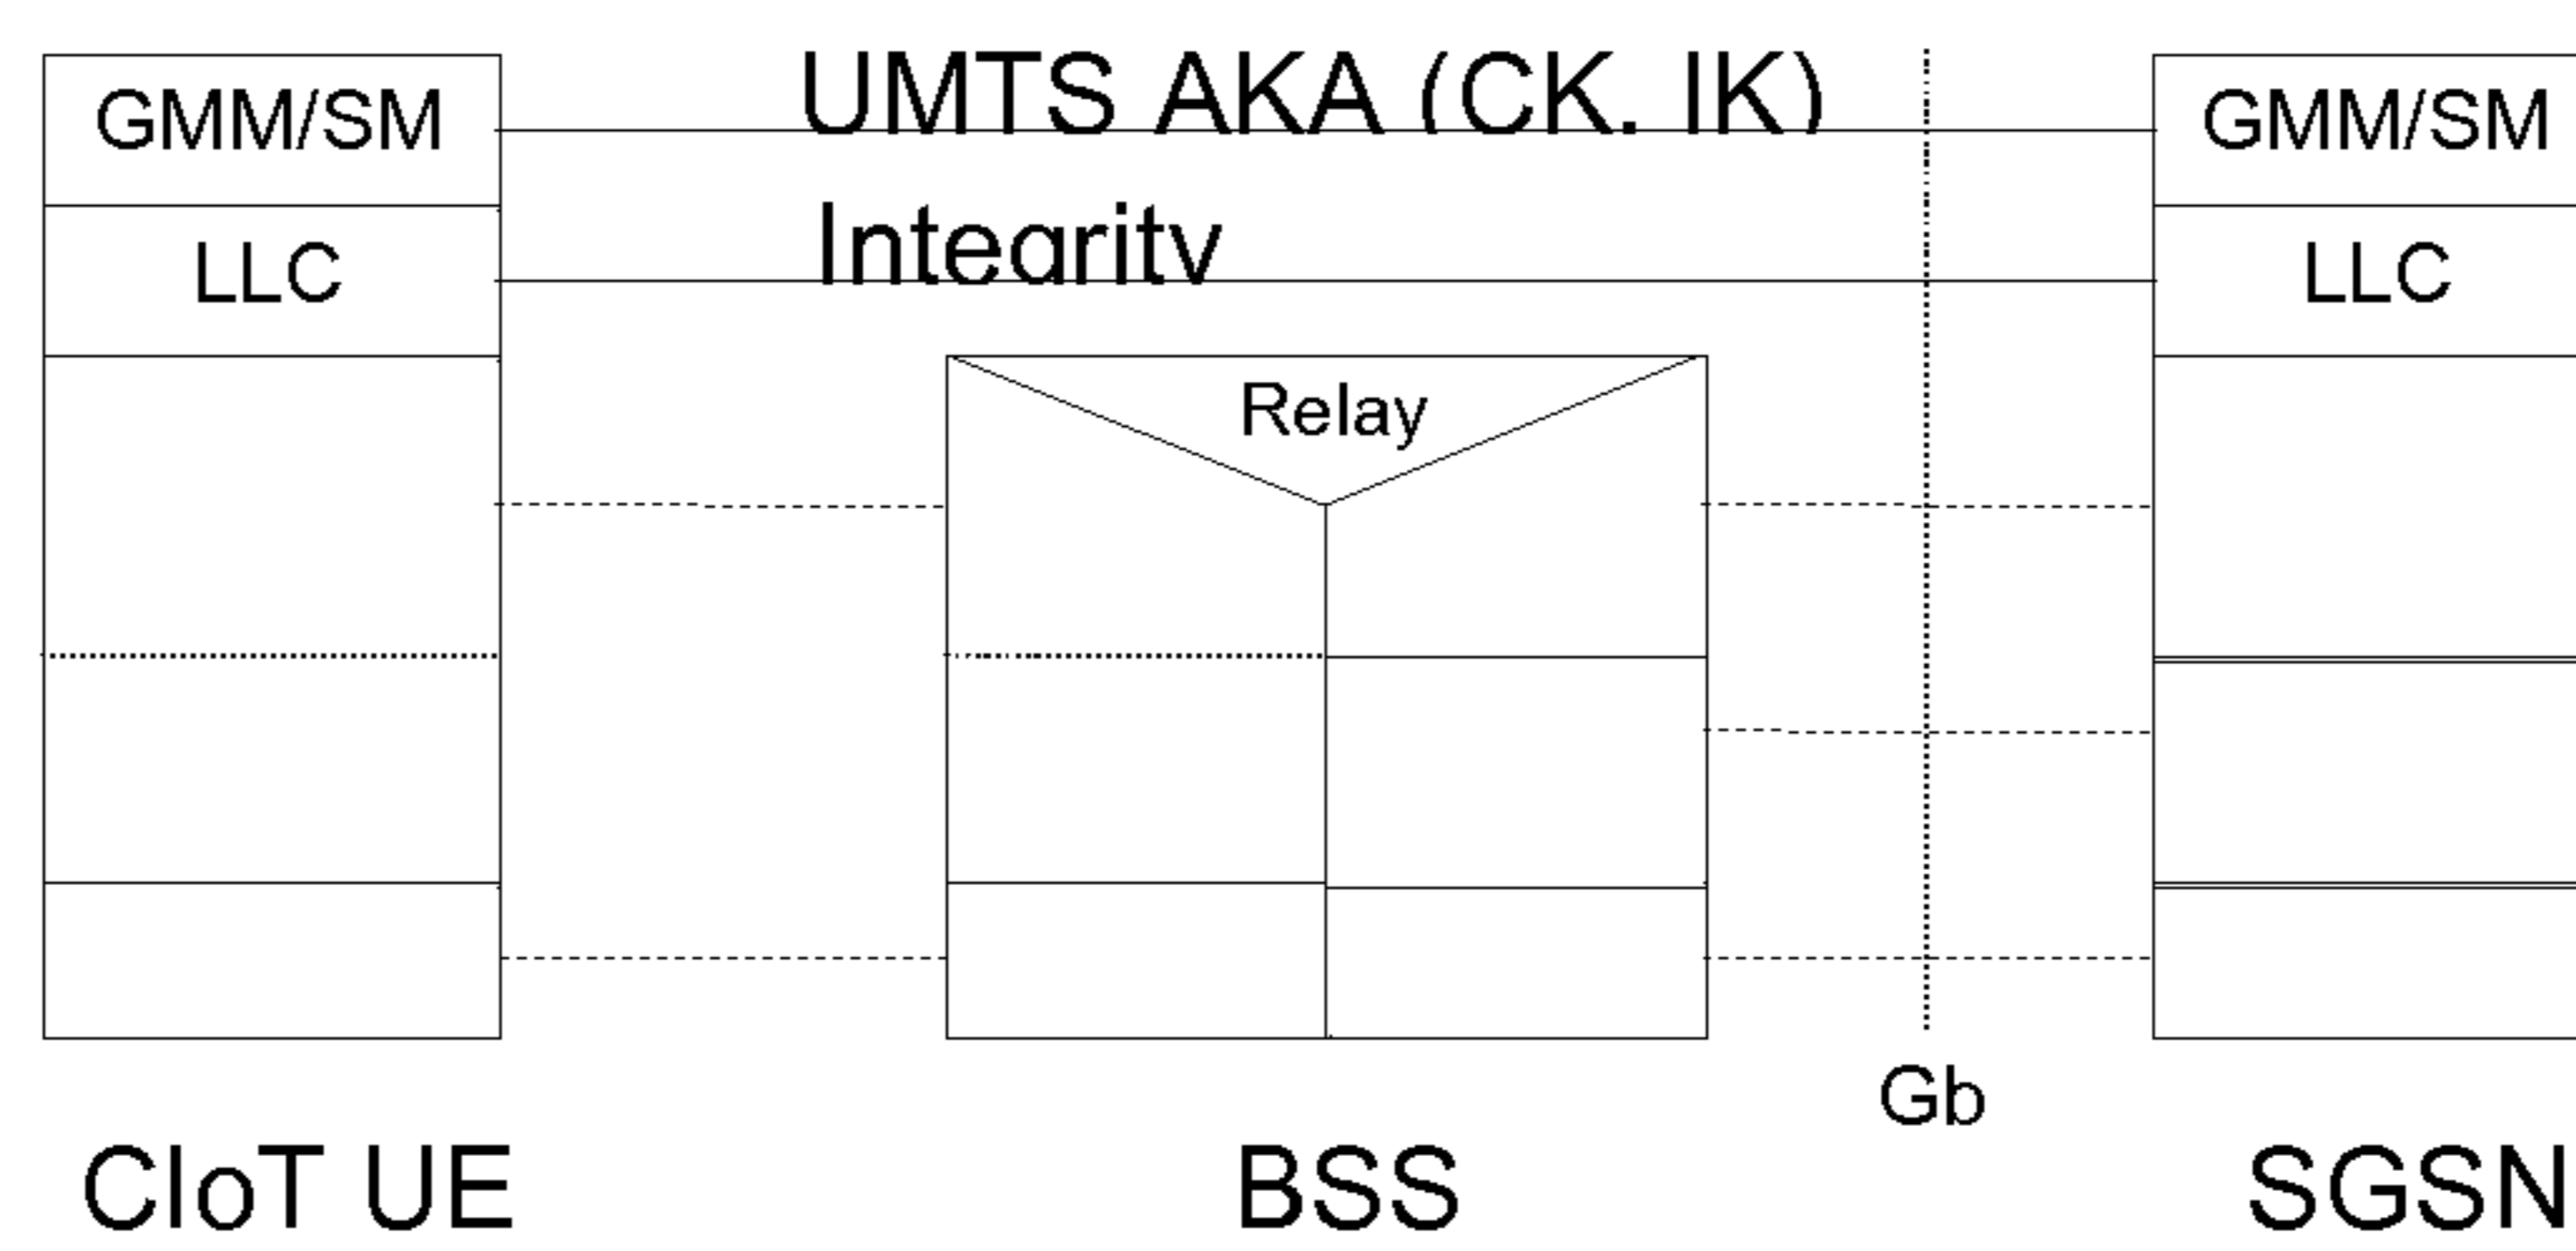 GMM/SM
UMTS AKA (CK, IK)
GMM/SM
LLC
Integrity
LLC
Relay
Gb
CIoT UE
BSS
SGSN